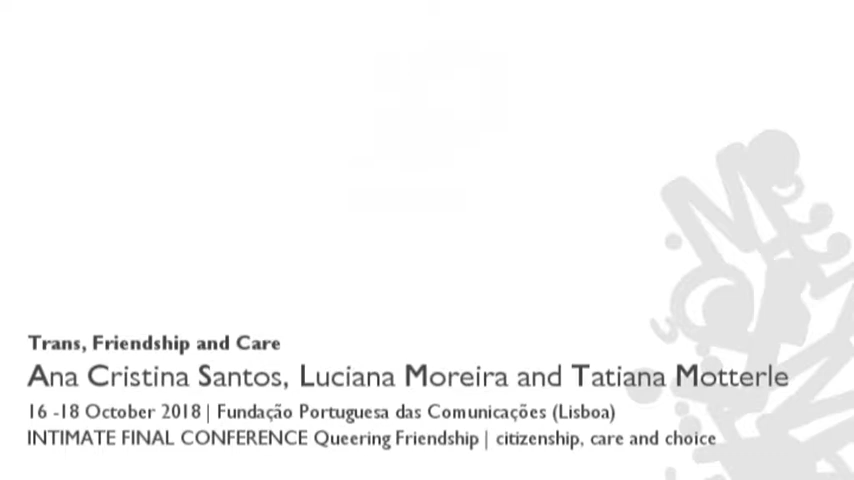 Trans, Friendship and Care
Ana Cristina Santos, Luciana Moreira and Tatiana Motterle
16 -18 October 2018 | Fundação Portuguesa das Comunicações (Lisboa)
INTIMATE FINAL CONFERENCE Queering Friendship | citizenship, care and choice